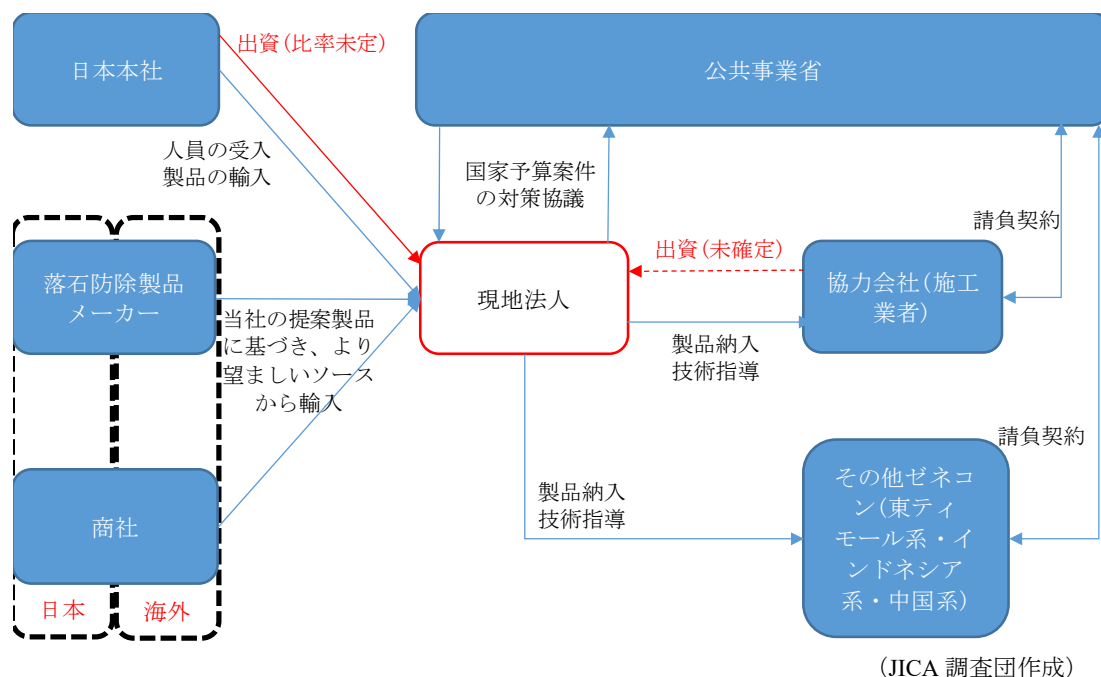 日本本社
出資(比率未定)
公共事業省
人員の受入
製品の輸入
国家予算案件
の対策協議
請負契約
落石防除製品
メーカー
現地法人
出資(未確定)
協力会社(施工
業者)
当社の提案製品
に基づき、より
望ましいソース
から輸入
製品納入
技術指導
請負契約
商社
製品納入
技術指導
その他ゼネコ
ン(東ティ
モール系・イ
ンドネシア
系・中国系)
日本
海外
(JICA 調査団作成)